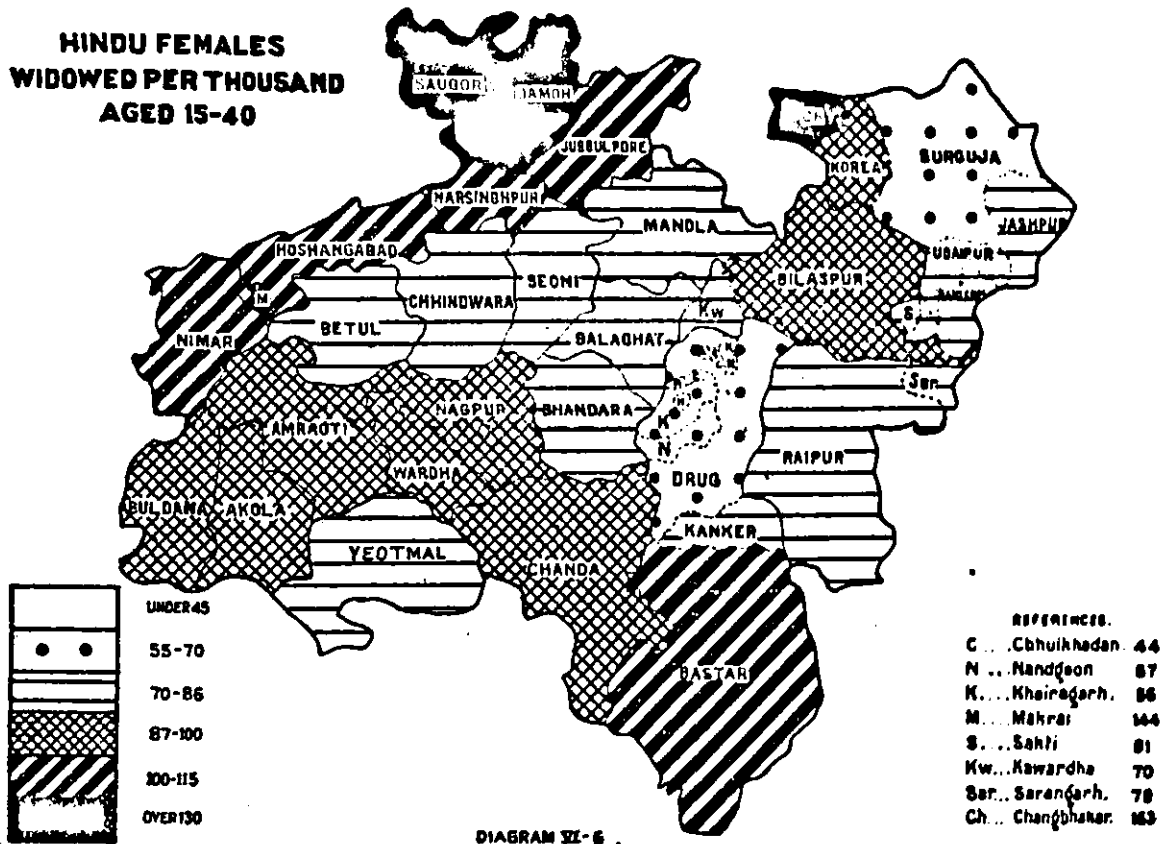 HINDU FEMALES
WIDOWED PER THOUSAND
AGED 15-40
SAUGOR
DAMOH
JUBBULPORE
NARSINGHPUR
HOSHANGABAD
M
NIMAR
BETUL
CHHINDWARA
SEONI
MANDLA
BALAGHAT
Kw
BILASPUR
KOREA
SURGUJA
JASHPUR
UDAIPUR
S
Sar
BHANDARA
NAGPUR
AMRAOTI
WARDHA
BULDANA
AKOLA
YEOTMAL
CHANDA
K
N
DRUG
RAIPUR
KANKER
BASTAR
UNDER 45
55-70
70-86
87-100
100-115
OVER 130
REFERENCES.
C ... Chhuikhadan 44
N ... Nandgaon 67
K .... Khairagarh.
M .... Makrai 144
S. ... Sakti 81
Kw... Kawardha 70
Sar... Sarangarh. 78
Ch ... Changbhakar. 163
DIAGRAM VI-6.